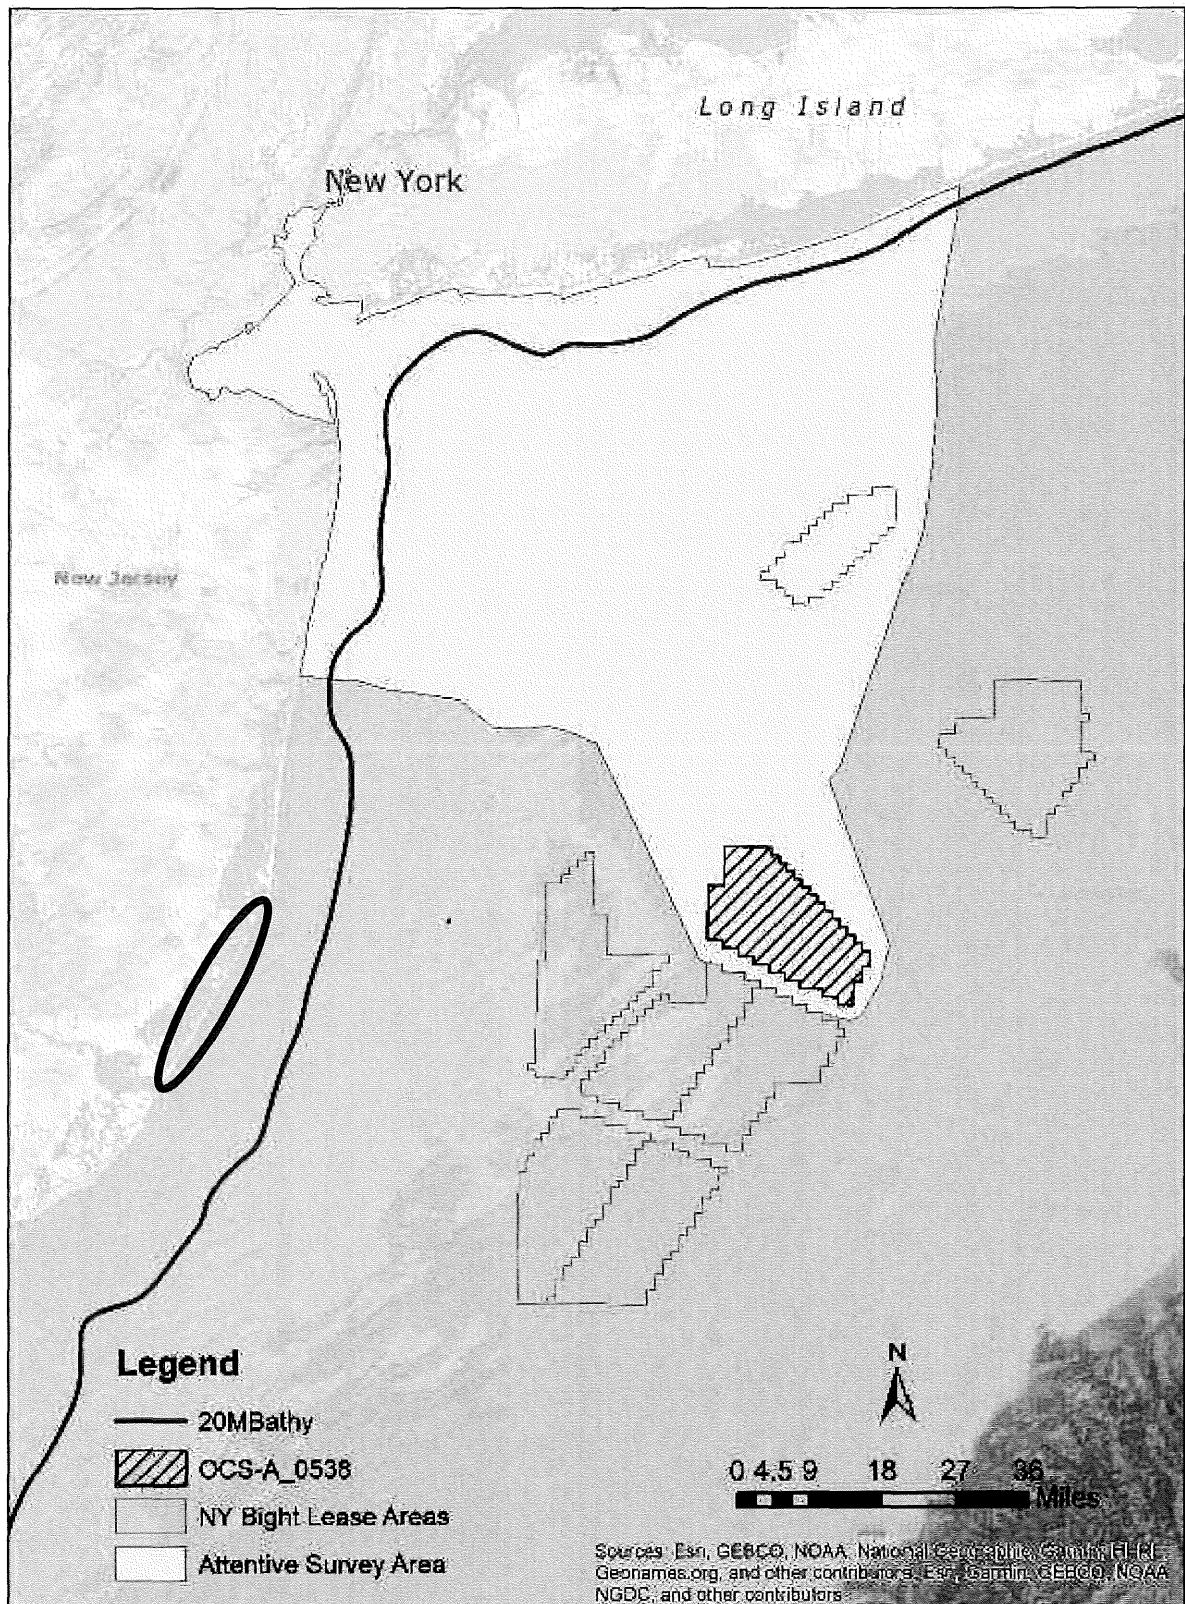 Long Island
New York
New Jersey
Legend
20MBathy
OCS-A_0538
NY Bight Lease Areas
Attentive Survey Area
N
0 4.5 9 18 27 36
Miles
Sources: Esri, GEBCO, NOAA, National Geographic, Garmin, HERE,
Geonames.org, and other contributors, Esri, Garmin, GEBCO, NOAA
NGDC, and other contributors